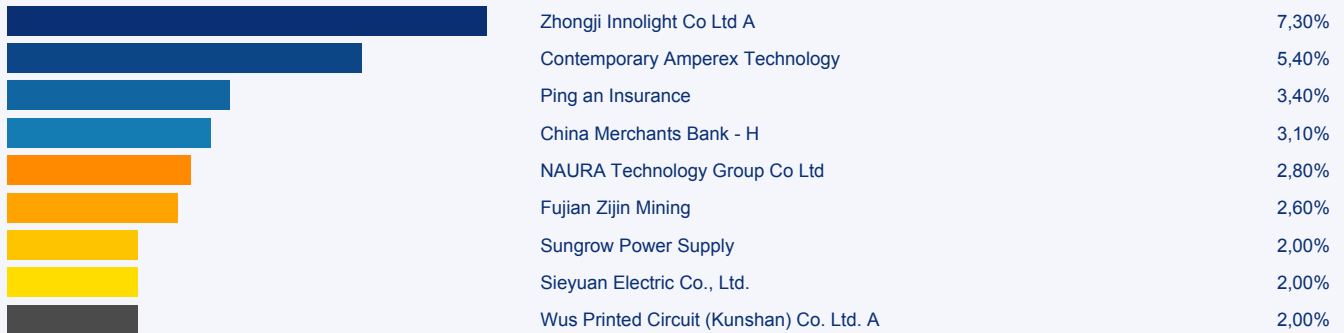 Zhongji Innolight Co Ltd A 7,30%
Contemporary Amperex Technology 5,40%
Ping an Insurance 3,40%
China Merchants Bank - H 3,10%
NAURA Technology Group Co Ltd 2,80%
Fujian Zijin Mining 2,60%
Sungrow Power Supply 2,00%
Sieyuan Electric Co., Ltd. 2,00%
Wus Printed Circuit (Kunshan) Co. Ltd. A 2,00%